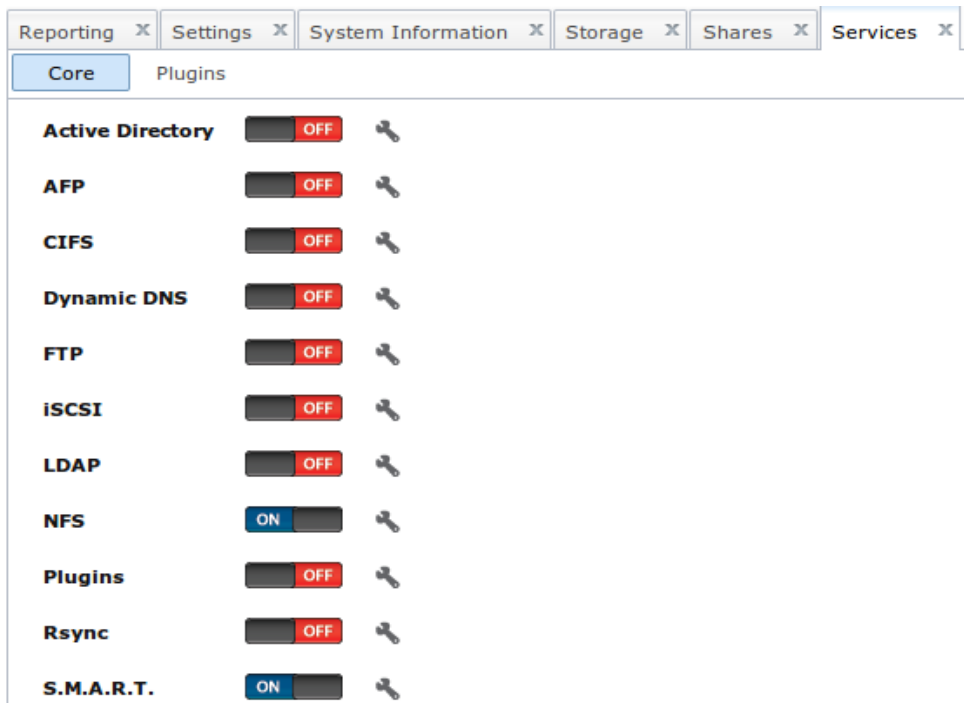 Reporting X Settings X System Information X Storage X Shares X Services X
Core Plugins
Active Directory OFF
AFP OFF
CIFS OFF
Dynamic DNS OFF
FTP OFF
iSCSI OFF
LDAP OFF
NFS ON
Plugins OFF
Rsync OFF
S.M.A.R.T. ON